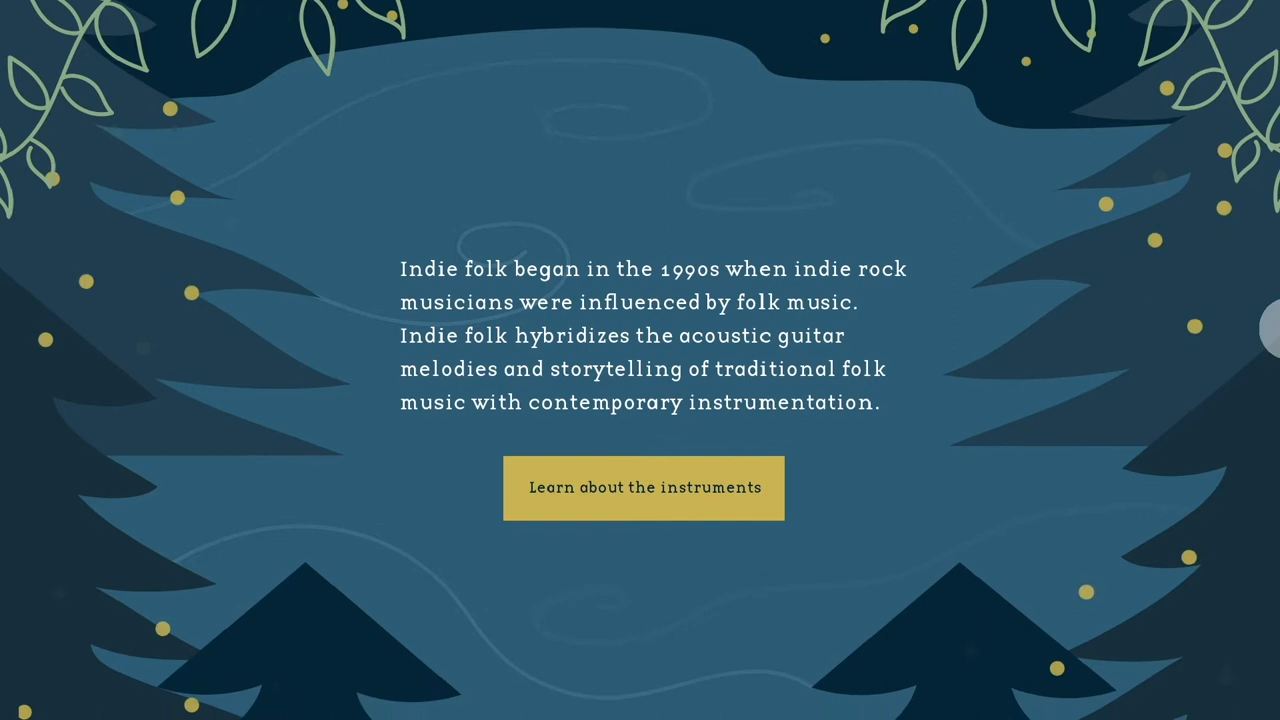 Indie folk began in the 1990s when indie rock
musicians were influenced by folk music.
Indie folk hybridizes the acoustic guitar
melodies and storytelling of traditional folk
music with contemporary instrumentation.
Learn about the instruments